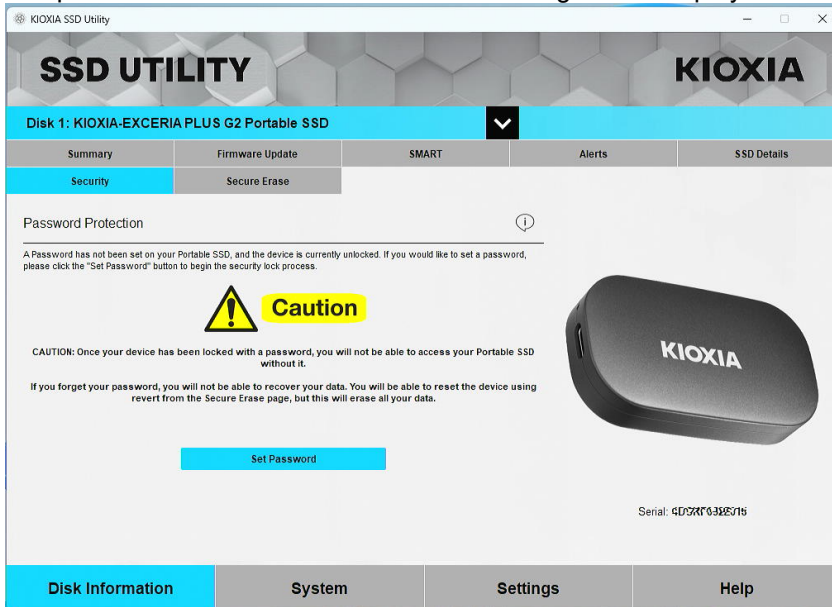 KIOXIA SSD Utility
SSD UTILITY
KIOXIA
Disk 1: KIOXIA-EXCERIA PLUS G2 Portable SSD
Summary
Firmware Update
SMART
Alerts
SSD Details
Security
Secure Erase
Password Protection
A Password has not been set on your Portable SSD, and the device is currently unlocked. If you would like to set a password,
please click the "Set Password" button to begin the security lock process.
Caution
CAUTION: Once your device has been locked with a password, you will not be able to access your Portable SSD
without it.
If you forget your password, you will not be able to recover your data. You will be able to reset the device using
revert from the Secure Erase page, but this will erase all your data.
Set Password
KIOXIA
Serial:
Disk Information
System
Settings
Help